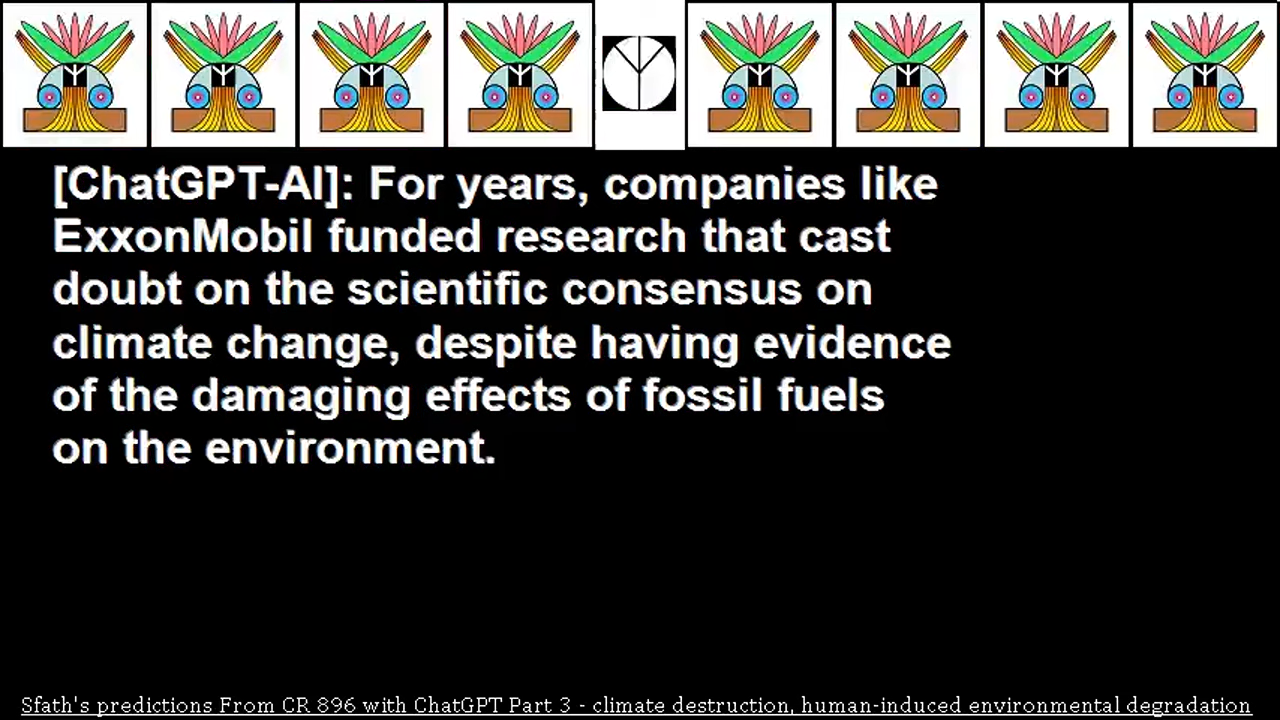 [ChatGPT-AI]: For years, companies like
ExxonMobil funded research that cast
doubt on the scientific consensus on
climate change, despite having evidence
of the damaging effects of fossil fuels
on the environment.
Sfath's predictions From CR 896 with ChatGPT Part 3 - climate destruction, human-induced environmental degradation